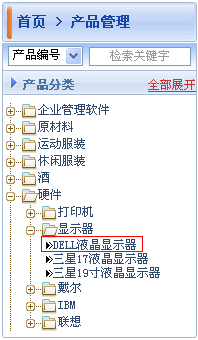 首页 > 产品管理
产品编号 检索关键字
产品分类 全部展开
企业管理软件
原材料
运动服装
休闲服装
酒
硬件
打印机
显示器
DELL液晶显示器
三星17液晶显示器
三星19寸液晶显示器
戴尔
IBM
联想